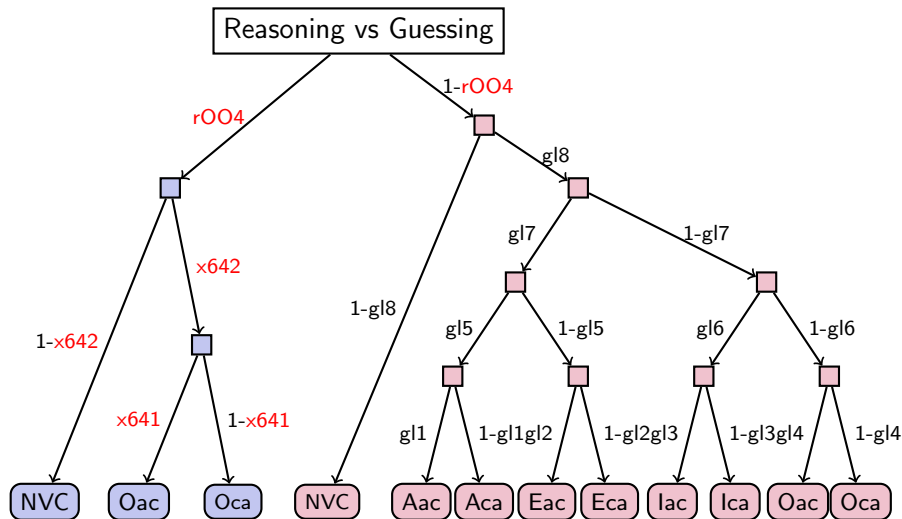 Reasoning vs Guessing
rOO4
1-rOO4
gl8
gl7
1-gl7
x642
1-x642
1-gl8
gl5
1-gl5
gl6
1-gl6
x641
1-x641
gl1
1-gl1gl2
1-gl2gl3
1-gl3gl4
1-gl4
NVC
Oac
Oca
NVC
Aac
Aca
Eac
Eca
Iac
Ica
Oac
Oca